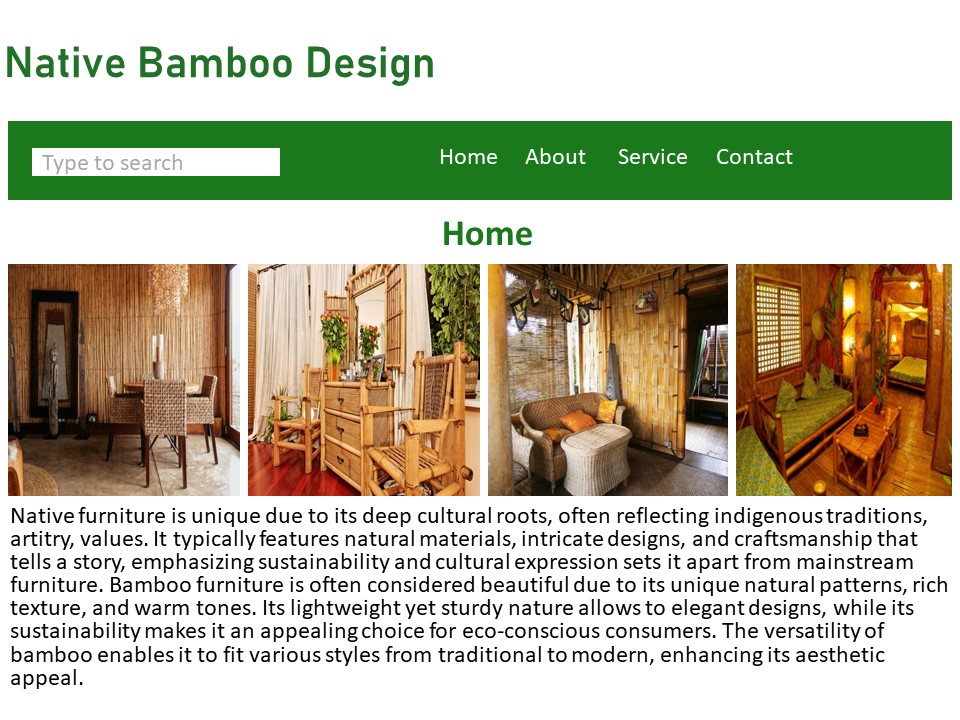 Native Bamboo Design
Type to search
Home About Service Contact
Home
Native furniture is unique due to its deep cultural roots, often reflecting indigenous traditions,
artitry, values. It typically features natural materials, intricate designs, and craftsmanship that
tells a story, emphasizing sustainability and cultural expression sets it apart from mainstream
furniture. Bamboo furniture is often considered beautiful due to its unique natural patterns, rich
texture, and warm tones. Its lightweight yet sturdy nature allows to elegant designs, while its
sustainability makes it an appealing choice for eco-conscious consumers. The versatility of
bamboo enables it to fit various styles from traditional to modern, enhancing its aesthetic
appeal.